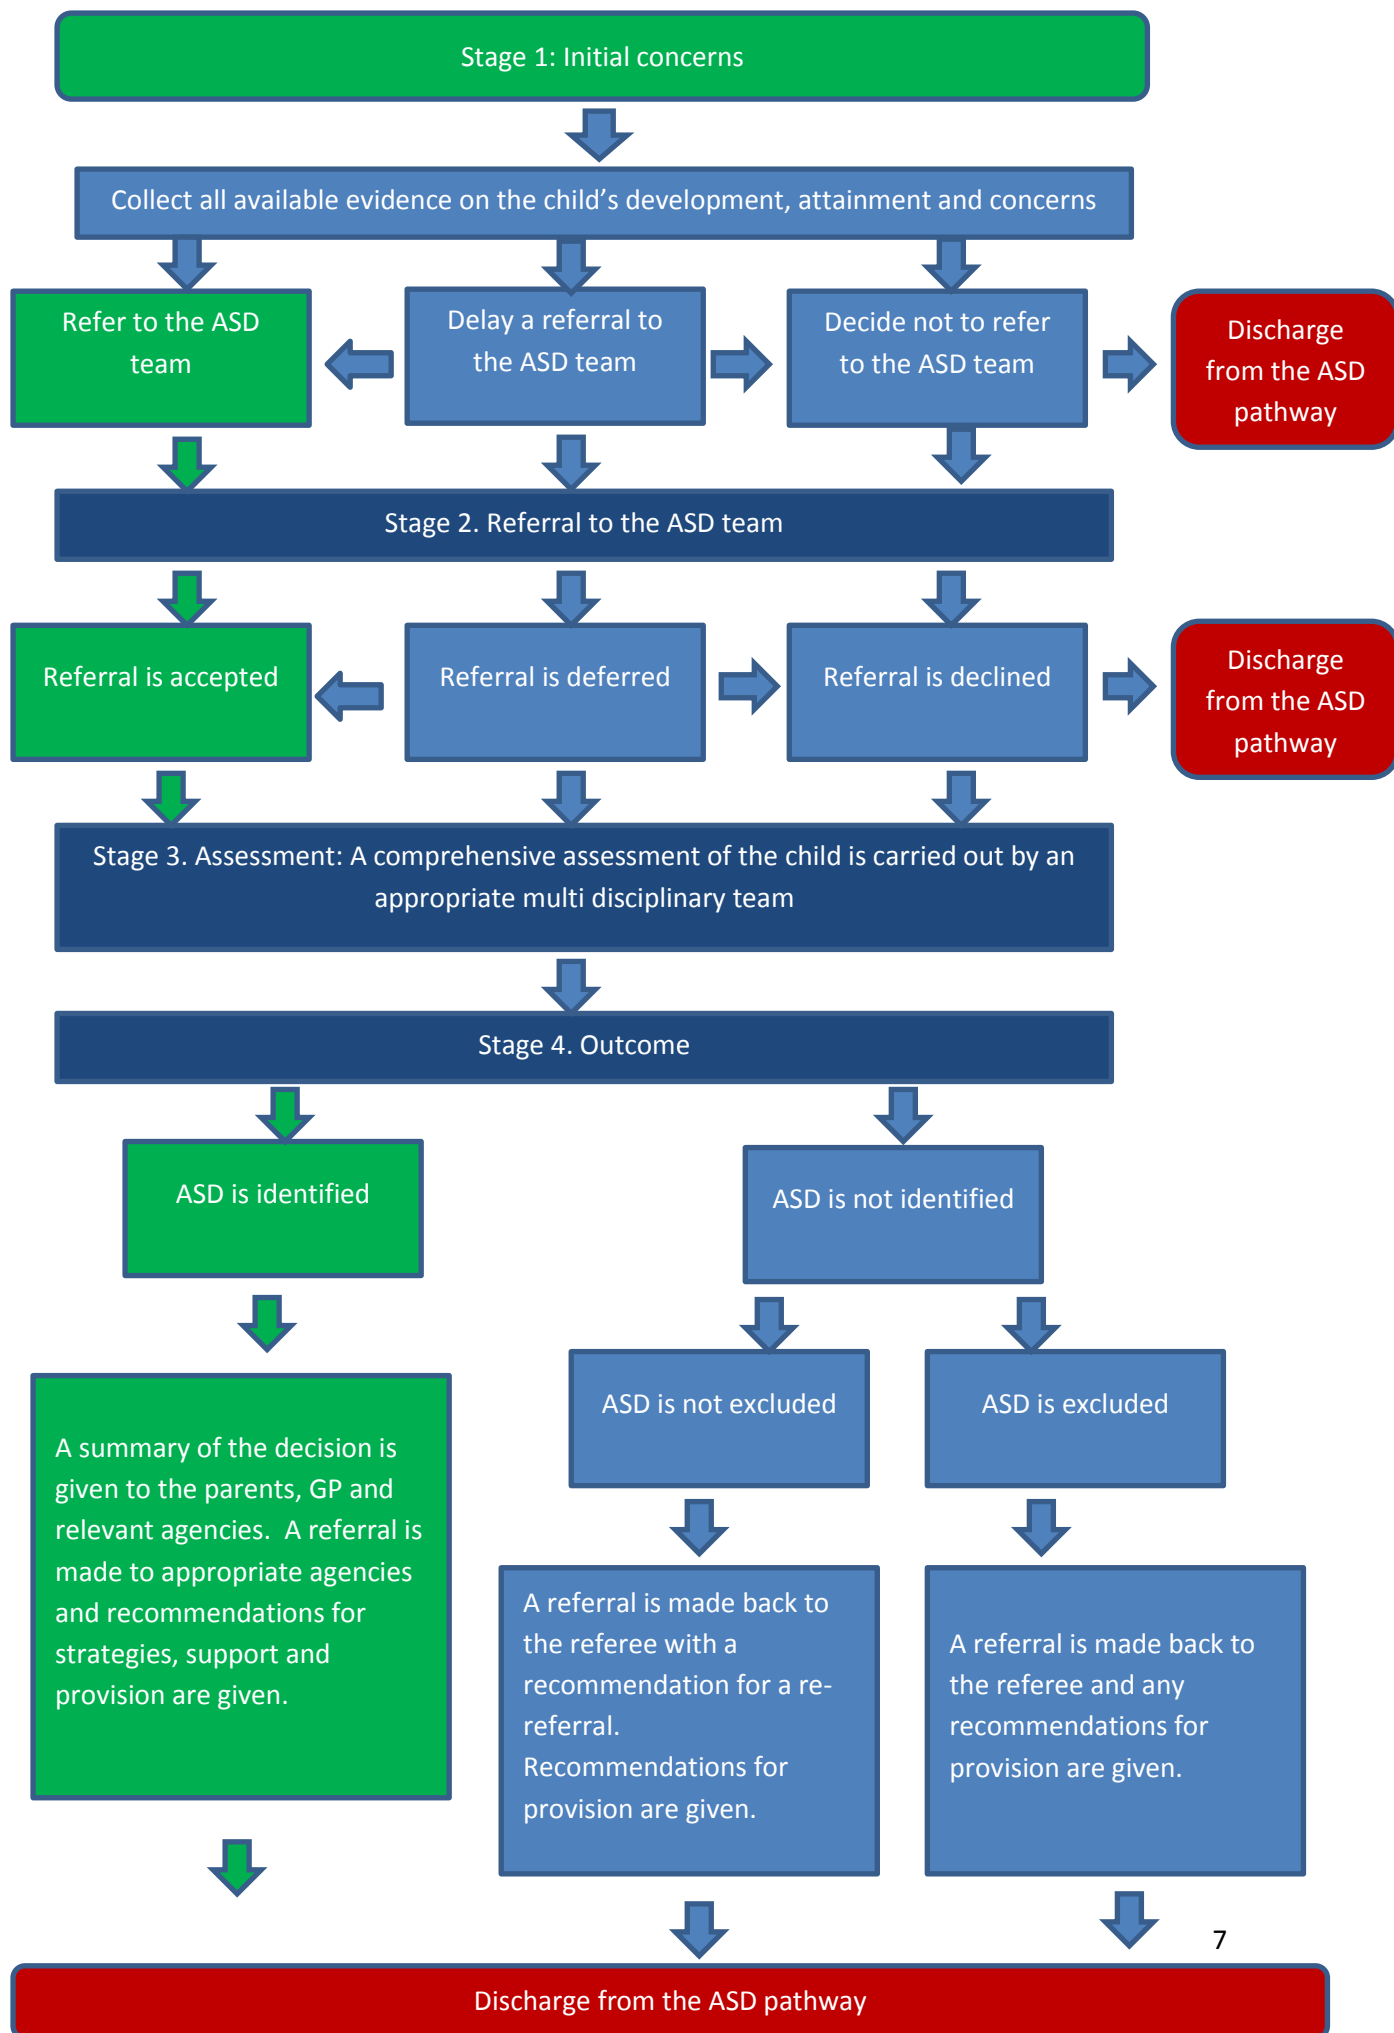 Stage 1: Initial concerns
Collect all available evidence on the child’s development, attainment and concerns
Refer to the ASD
team
Delay a referral to
the ASD team
Decide not to refer
to the ASD team
Discharge
from the ASD
pathway
Stage 2. Referral to the ASD team
Referral is accepted
Referral is deferred
Referral is declined
Discharge
from the ASD
pathway
Stage 3. Assessment: A comprehensive assessment of the child is carried out by an
appropriate multi disciplinary team
Stage 4. Outcome
ASD is identified
ASD is not identified
ASD is not excluded
ASD is excluded
A summary of the decision is
given to the parents, GP and
relevant agencies.  A referral is
made to appropriate agencies
and recommendations for
strategies, support and
provision are given.
A referral is made back to
the referee with a
recommendation for a re-
referral.
Recommendations for
provision are given.
A referral is made back to
the referee and any
recommendations for
provision are given.
7
Discharge from the ASD pathway